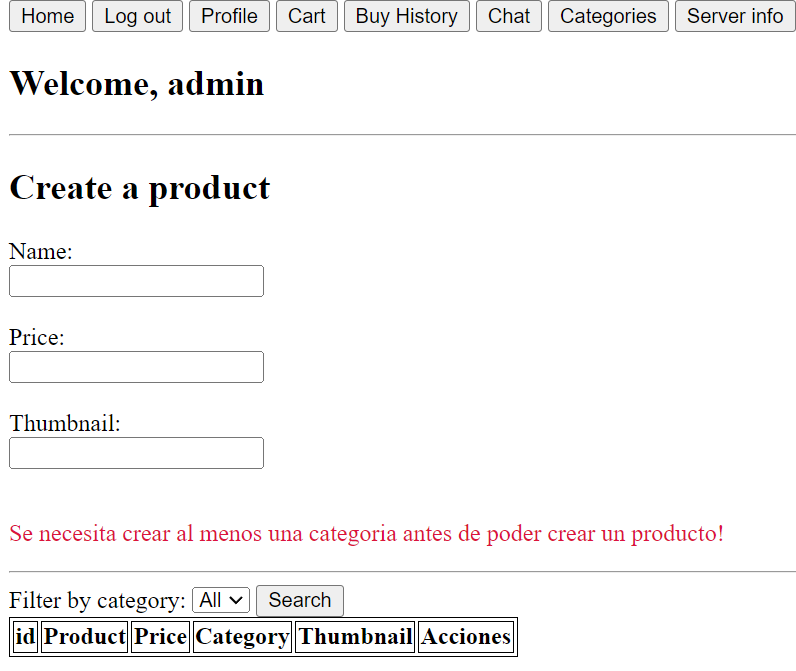 Home Log out Profile Cart Buy History Chat Categories Server info
Welcome, admin
Create a product
Name:
Price:
Thumbnail:
Se necesita crear al menos una categoria antes de poder crear un producto!
Filter by category: All Search
id Product Price Category Thumbnail Acciones